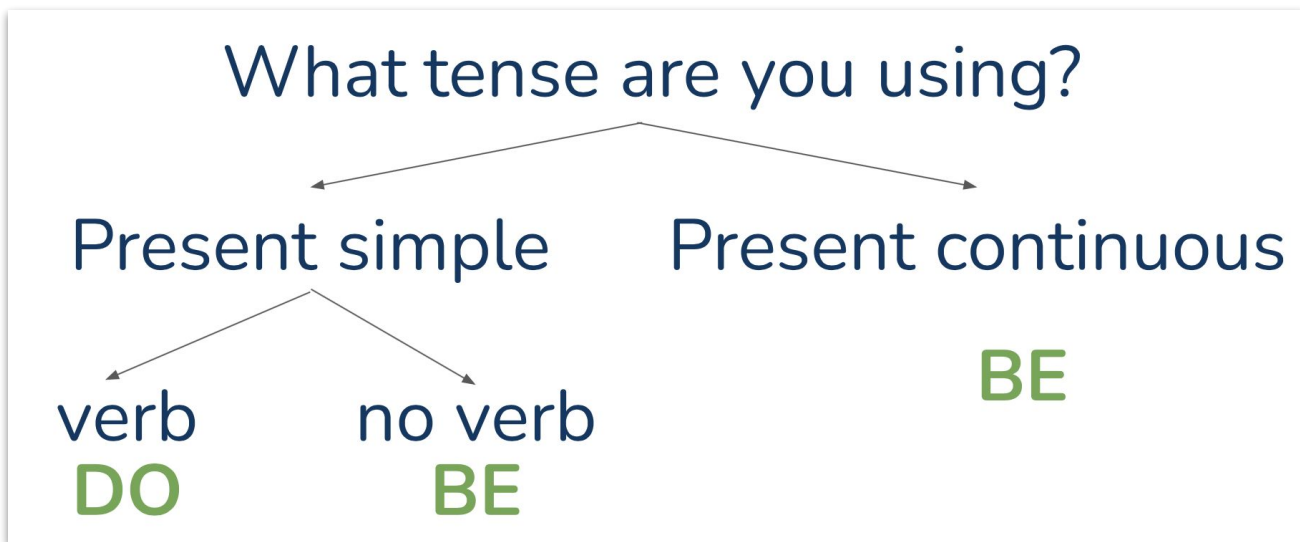 What tense are you using?
Present simple
Present continuous
BE
verb
no verb
DO
BE